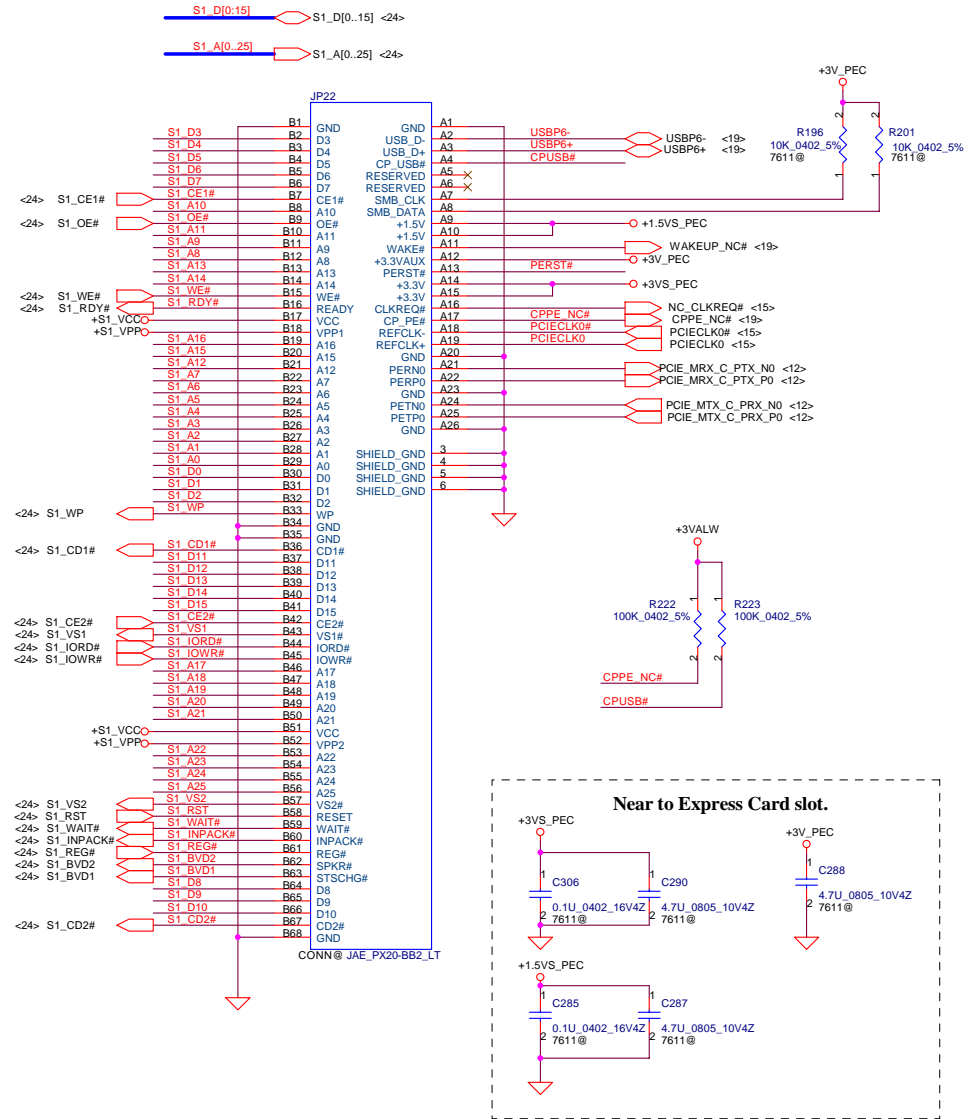 S1_D[0:15] S1_D[0..15] <24>
S1_A[0..25] S1_A[0..25] <24>
JP22
B1 GND GND A1
S1_D3 B2 D3 USB_D- A2 USBP6- USBP6- <19>
S1_D4 B3 D4 USB_D+ A3 USBP6+ USBP6+ <19>
S1_D5 B4 D5 CP_USB# A4 CPUSB#
S1_D6 B5 D6 RESERVED A5
S1_D7 B6 D7 RESERVED A6
<24> S1_CE1# S1_CE1# B7 CE1# SMB_CLK A7
S1_A10 B8 A10 SMB_DATA A8
<24> S1_OE# S1_OE# B9 OE# +1.5V A9 +1.5VS_PEC
S1_A11 B10 A11 +1.5V A10
S1_A9 B11 A9 WAKE# A11 WAKEUP_NC# <19>
S1_A8 B12 A8 +3.3VAUX A12 +3V_PEC
S1_A13 B13 A13 PERST# A13 PERST#
S1_A14 B14 A14 +3.3V A14 +3VS_PEC
<24> S1_WE# S1_WE# B15 WE# +3.3V A15
<24> S1_RDY# S1_RDY# B16 READY CLKREQ# A16 NC_CLKREQ# <15>
+S1_VCC B17 VCC CP_PE# A17 CPPE_NC# CPPE_NC# <19>
+S1_VPP B18 VPP1 REFCLK- A18 PCIECLK0# PCIECLK0# <15>
S1_A16 B19 A16 REFCLK+ A19 PCIECLK0 PCIECLK0 <15>
S1_A15 B20 A15 GND A20
S1_A12 B21 A12 PERN0 A21 PCIE_MRX_C_PTX_N0 <12>
S1_A7 B22 A7 PERP0 A22 PCIE_MRX_C_PTX_P0 <12>
S1_A6 B23 A6 GND A23
S1_A5 B24 A5 PETN0 A24 PCIE_MTX_C_PRX_N0 <12>
S1_A4 B25 A4 PETP0 A25 PCIE_MTX_C_PRX_P0 <12>
S1_A3 B26 A3 GND A26
S1_A2 B27 A2
S1_A1 B28 A1 SHIELD_GND 3
S1_A0 B29 A0 SHIELD_GND 4
S1_D0 B30 D0 SHIELD_GND 5
S1_D1 B31 D1 SHIELD_GND 6
S1_D2 B32 D2
<24> S1_WP S1_WP B33 WP
B34 GND
B35 GND
<24> S1_CD1# S1_CD1# B36 CD1#
S1_D11 B37 D11
S1_D12 B38 D12
S1_D13 B39 D13
S1_D14 B40 D14
S1_D15 B41 D15
<24> S1_CE2# S1_CE2# B42 CE2#
<24> S1_VS1 S1_VS1 B43 VS1#
<24> S1_IORD# S1_IORD# B44 IORD#
<24> S1_IOWR# S1_IOWR# B45 IOWR#
S1_A17 B46 A17
S1_A18 B47 A18
S1_A19 B48 A19
S1_A20 B49 A20
S1_A21 B50 A21
+S1_VCC B51 VCC
+S1_VPP B52 VPP2
S1_A22 B53 A22
S1_A23 B54 A23
S1_A24 B55 A24
S1_A25 B56 A25
<24> S1_VS2 S1_VS2 B57 VS2#
<24> S1_RST S1_RST B58 RESET
<24> S1_WAIT# S1_WAIT# B59 WAIT#
<24> S1_INPACK# S1_INPACK# B60 INPACK#
<24> S1_REG# S1_REG# B61 REG#
<24> S1_BVD2 S1_BVD2 B62 SPKR#
<24> S1_BVD1 S1_BVD1 B63 STSCHG#
S1_D8 B64 D8
S1_D9 B65 D9
S1_D10 B66 D10
<24> S1_CD2# S1_CD2# B67 CD2#
B68 GND
CONN@ JAE_PX20-BB2_LT
+3V_PEC
2 2
R196 R201
10K_0402_5% 10K_0402_5%
7611@ 7611@
1 1
+3VALW
1 1
R222 R223
100K_0402_5% 100K_0402_5%
2 2
CPPE_NC#
CPUSB#
Near to Express Card slot.
+3VS_PEC +3V_PEC
1 1 1
C306 C290 C288
0.1U_0402_16V4Z 4.7U_0805_10V4Z 4.7U_0805_10V4Z
2 7611@ 2 7611@ 2 7611@
+1.5VS_PEC
1 1
C285 C287
0.1U_0402_16V4Z 4.7U_0805_10V4Z
2 7611@ 2 7611@